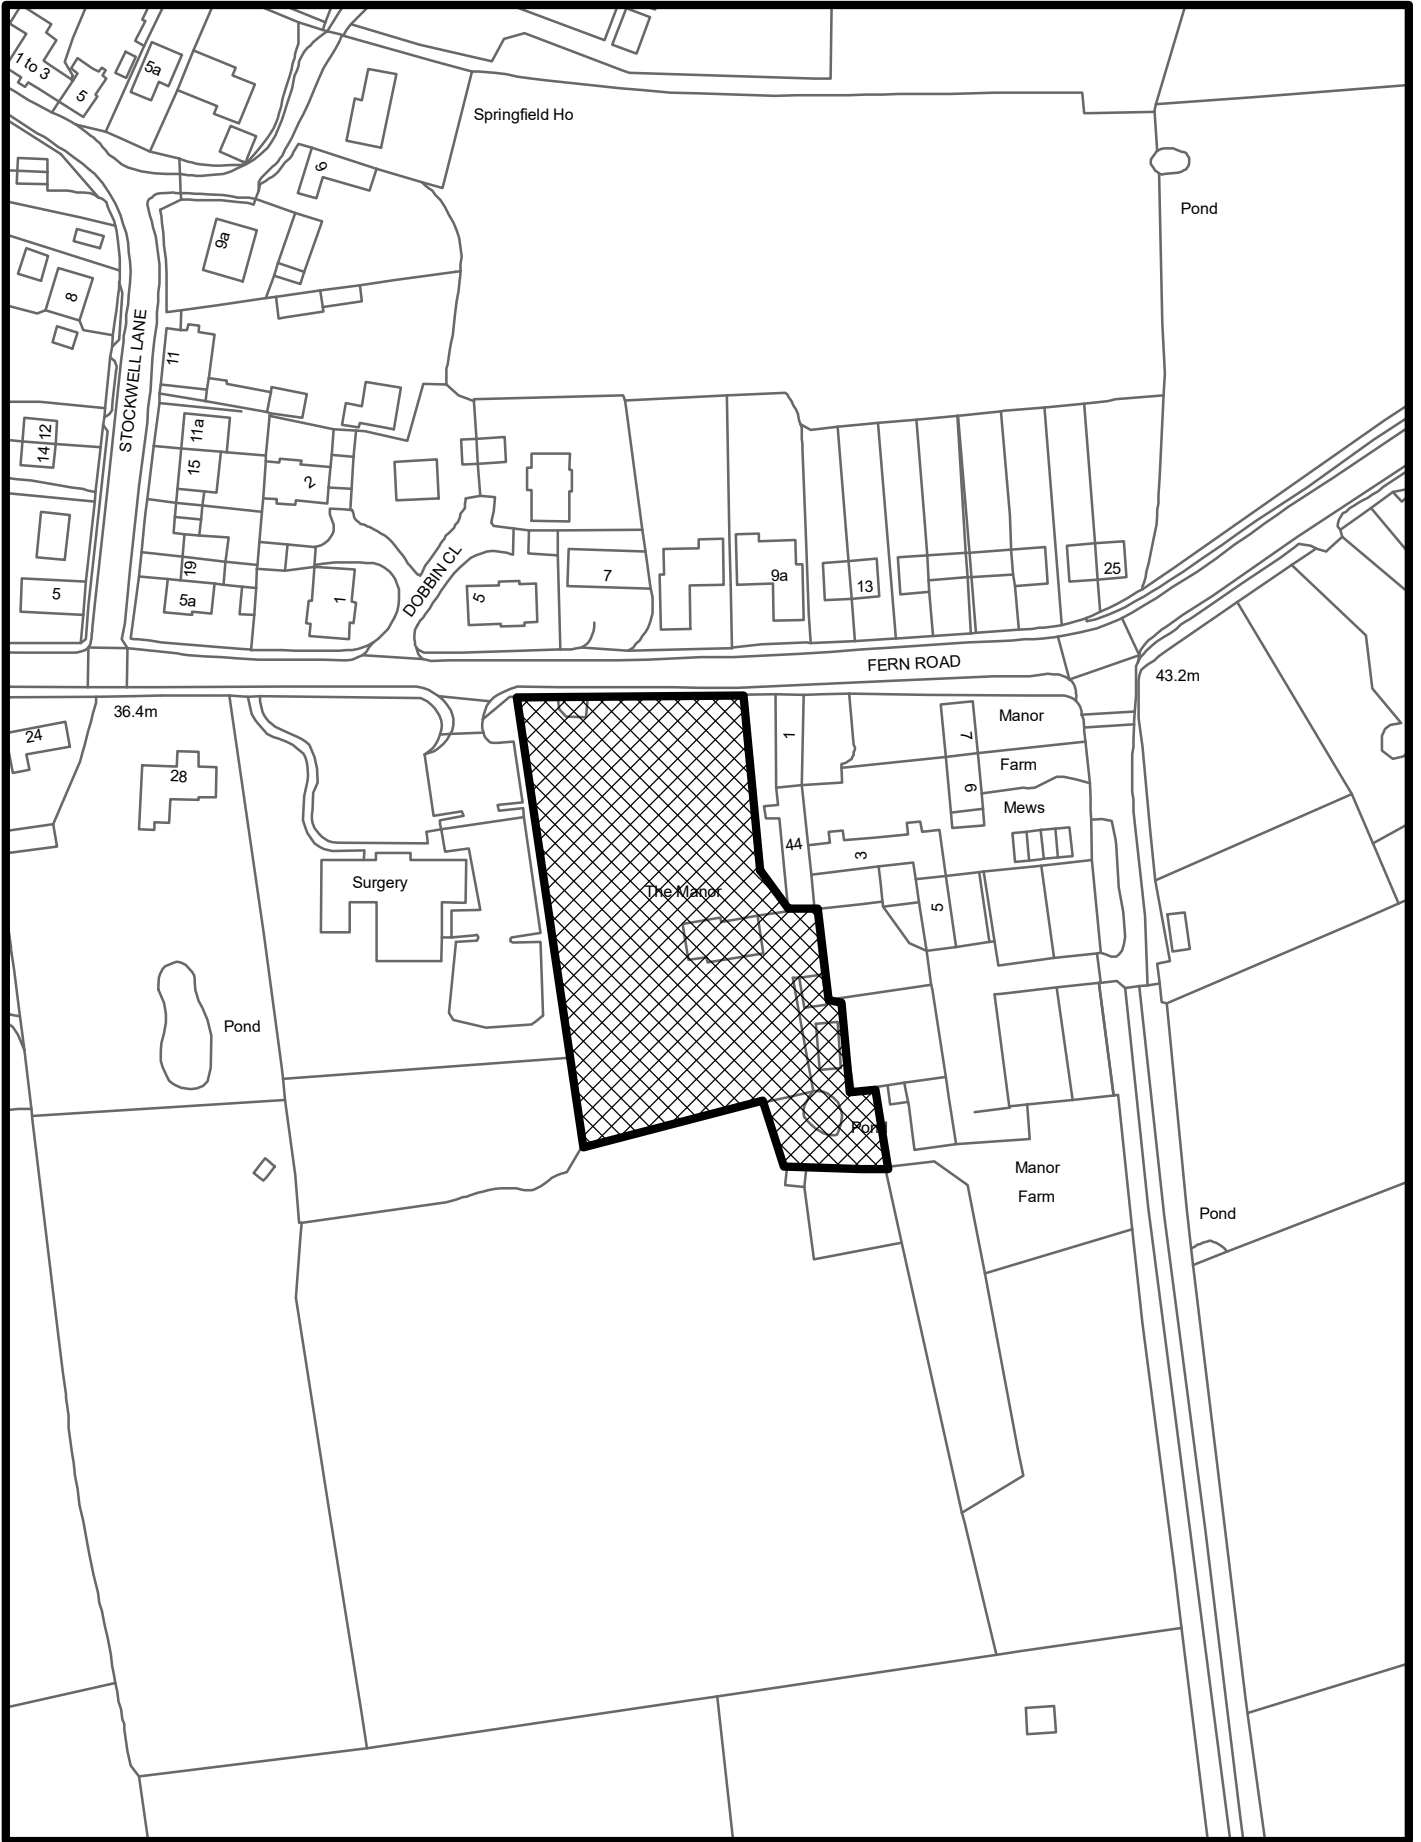 1 to 3
5
5a
Springfield Ho
9
Pond
9a
8
STOCKWELL LANE
11
12
14
11a
15
2
DOBBIN CL
19
5
5a
1
5
7
9a
13
25
FERN ROAD
43.2m
36.4m
24
28
1
Manor
7
Farm
6
Mews
44
3
Surgery
The Manor
5
Pond
Pond
Manor
Farm
Pond